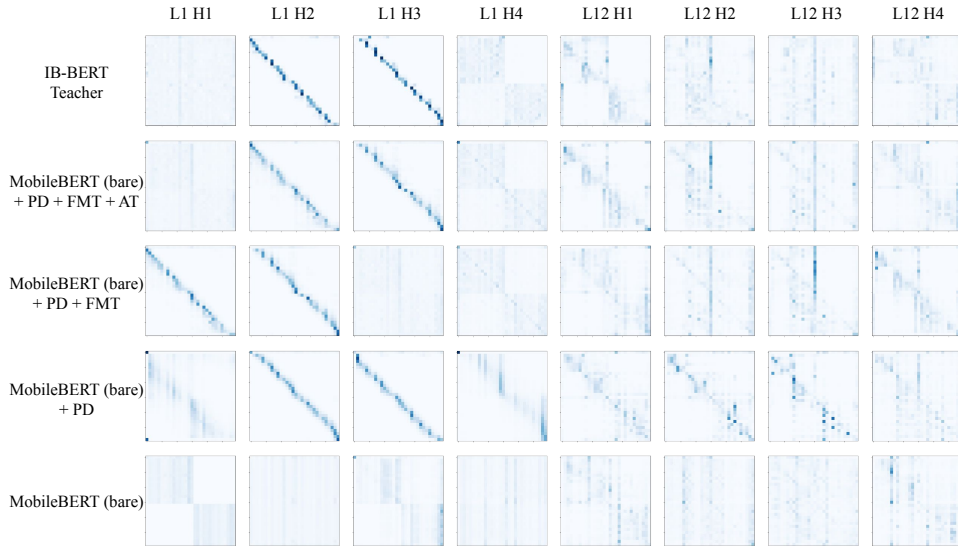 L1 H1 L1 H2 L1 H3 L1 H4 L12 H1 L12 H2 L12 H3 L12 H4
IB-BERT
Teacher
MobileBERT (bare)
+ PD + FMT + AT
MobileBERT (bare)
+ PD + FMT
MobileBERT (bare)
+ PD
MobileBERT (bare)